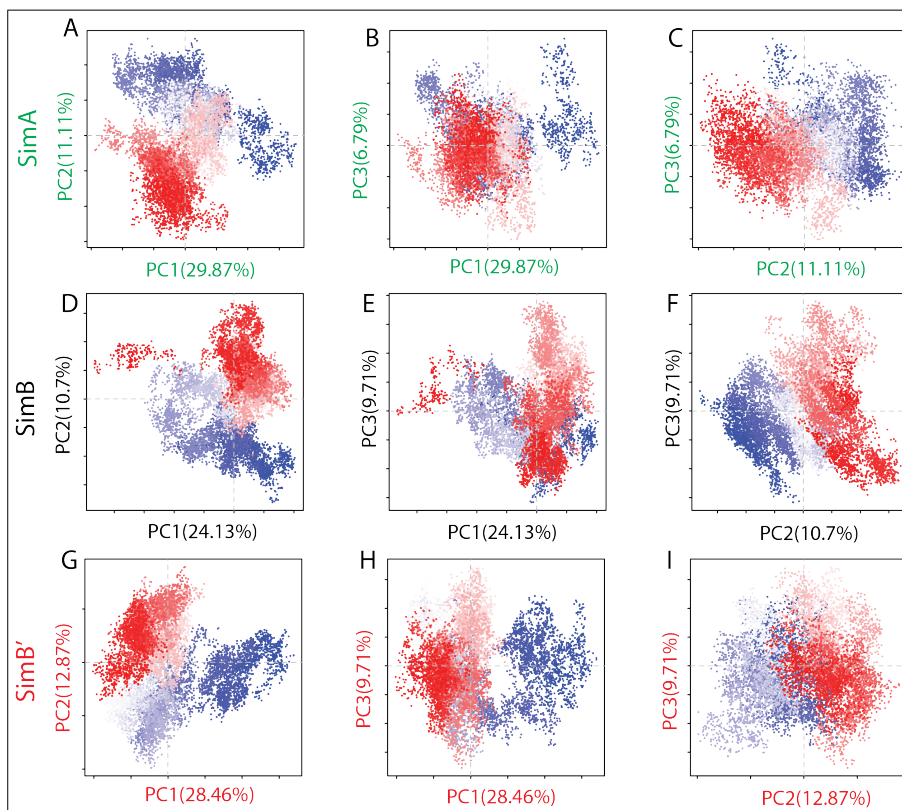 A
B
C
SimA
PC2(11.11%)
PC3(6.79%)
PC3(6.79%)
PC1(29.87%)
PC1(29.87%)
PC2(11.11%)
D
E
F
SimB
PC2(10.7%)
PC3(9.71%)
PC3(9.71%)
PC1(24.13%)
PC1(24.13%)
PC2(10.7%)
G
H
I
SimB’
PC2(12.87%)
PC3(9.71%)
PC3(9.71%)
PC1(28.46%)
PC1(28.46%)
PC2(12.87%)